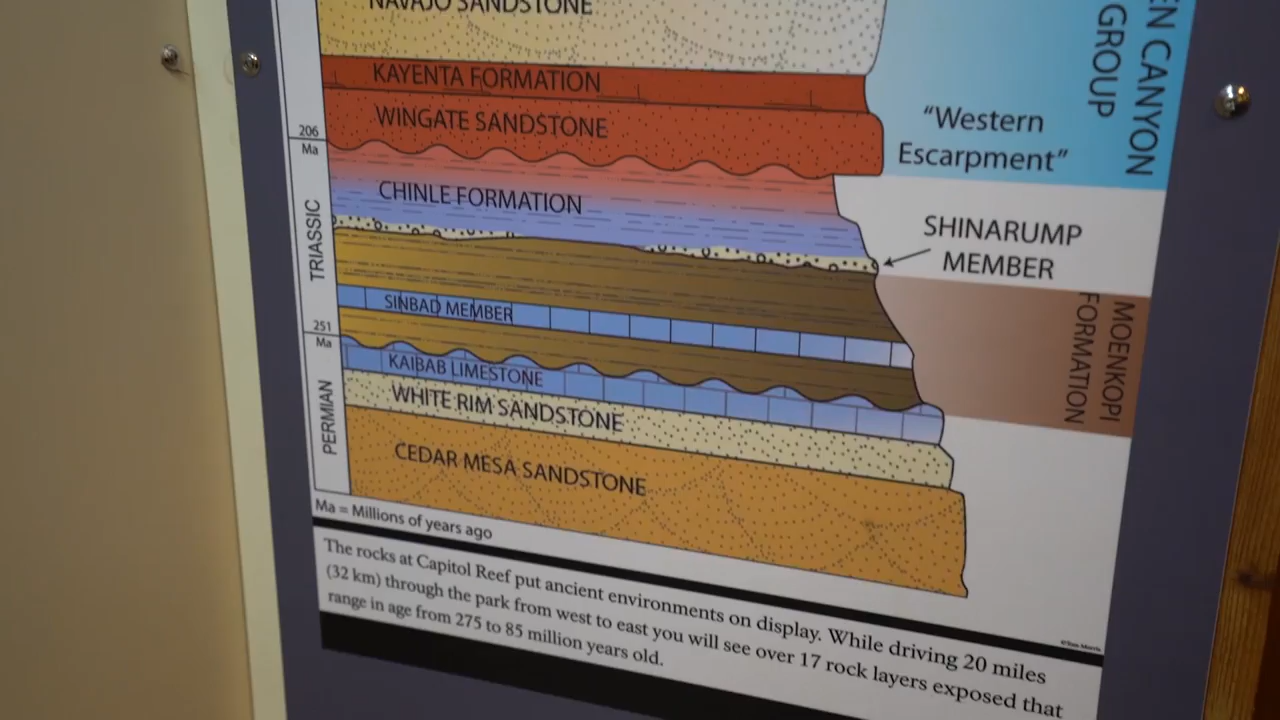 NAVAJO SANDSTONE
KAYENTA FORMATION
WINGATE SANDSTONE
206
Ma
CHINLE FORMATION
TRIASSIC
SINBAD MEMBER
251
Ma
KAIBAB LIMESTONE
WHITE RIM SANDSTONE
PERMIAN
CEDAR MESA SANDSTONE
Ma = Millions of years ago
EN CANYON
GROUP
"Western
Escarpment"
SHINARUMP
MEMBER
MOENKOPI
FORMATION
The rocks at Capitol Reef put ancient environments on display. While driving 20 miles
(32 km) through the park from west to east you will see over 17 rock layers exposed that
range in age from 275 to 85 million years old.